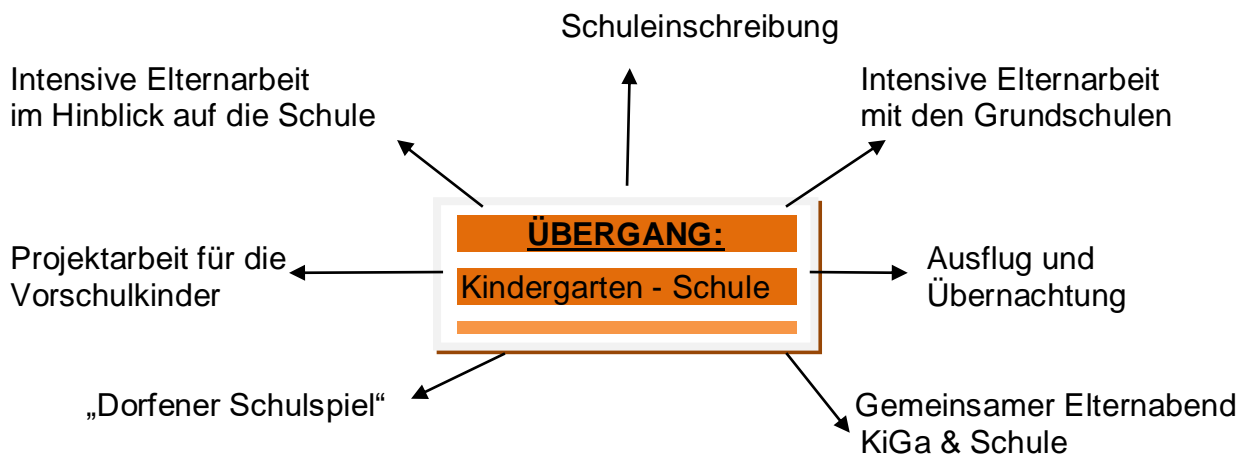 Schuleinschreibung
Intensive Elternarbeit
im Hinblick auf die Schule
Intensive Elternarbeit
mit den Grundschulen
ÜBERGANG:
Kindergarten - Schule
Projektarbeit für die
Vorschulkinder
Ausflug und
Übernachtung
„Dorfener Schulspiel“
Gemeinsamer Elternabend
KiGa & Schule